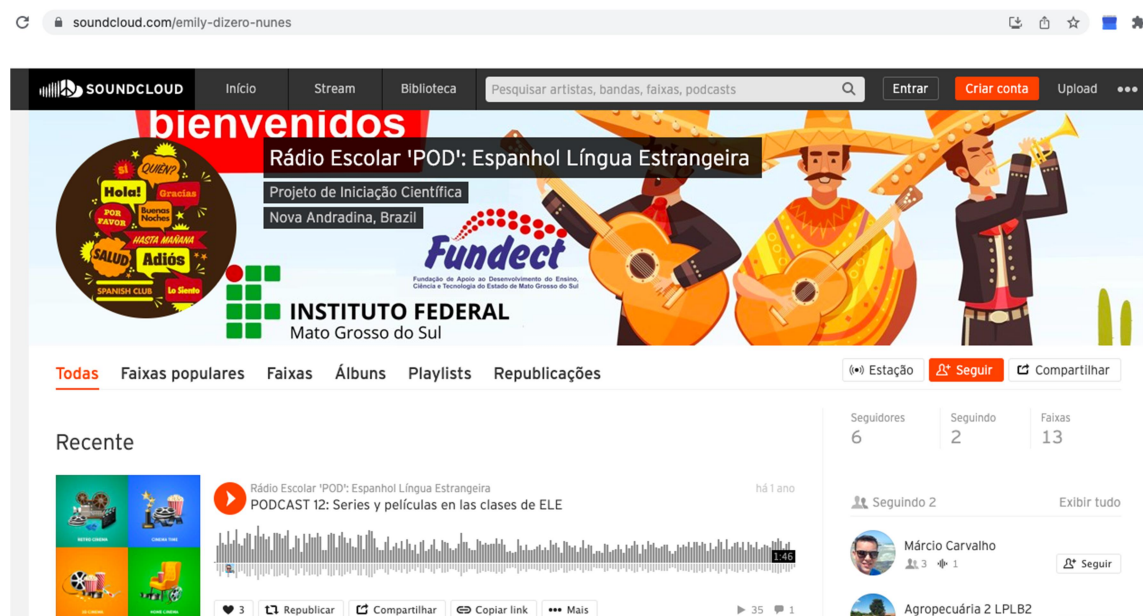 soundcloud.com/emily-dizero-nunes
SOUNDCLOUD
Início
Stream
Biblioteca
Pesquisar artistas, bandas, faixas, podcasts
Entrar
Criar conta
Upload
bienvenidos
Rádio Escolar 'POD': Espanhol Língua Estrangeira
Projeto de Iniciação Científica
Nova Andradina, Brazil
SÍ
¿QUIÉN?
Hola!
Gracias
POR
FAVOR
Buenas
Noches
HASTA MAÑANA
SALUD
Adiós
SPANISH CLUB
Lo Siento
Fundect
Fundação de Apoio ao Desenvolvimento do Ensino,
Ciência e Tecnologia do Estado de Mato Grosso do Sul
INSTITUTO FEDERAL
Mato Grosso do Sul
Todas
Faixas populares
Faixas
Álbuns
Playlists
Republicações
Estação
Seguir
Compartilhar
Seguidores
6
Seguindo
2
Faixas
13
Recente
RETRO CINEMA
CINEMA TIME
HOME CINEMA
Rádio Escolar 'POD': Espanhol Língua Estrangeira
há 1 ano
PODCAST 12: Series y películas en las clases de ELE
1:46
3
Republicar
Compartilhar
Copiar link
Mais
35
1
Seguindo 2
Exibir tudo
Márcio Carvalho
3
1
Seguir
Agropecuária 2 LPLB2